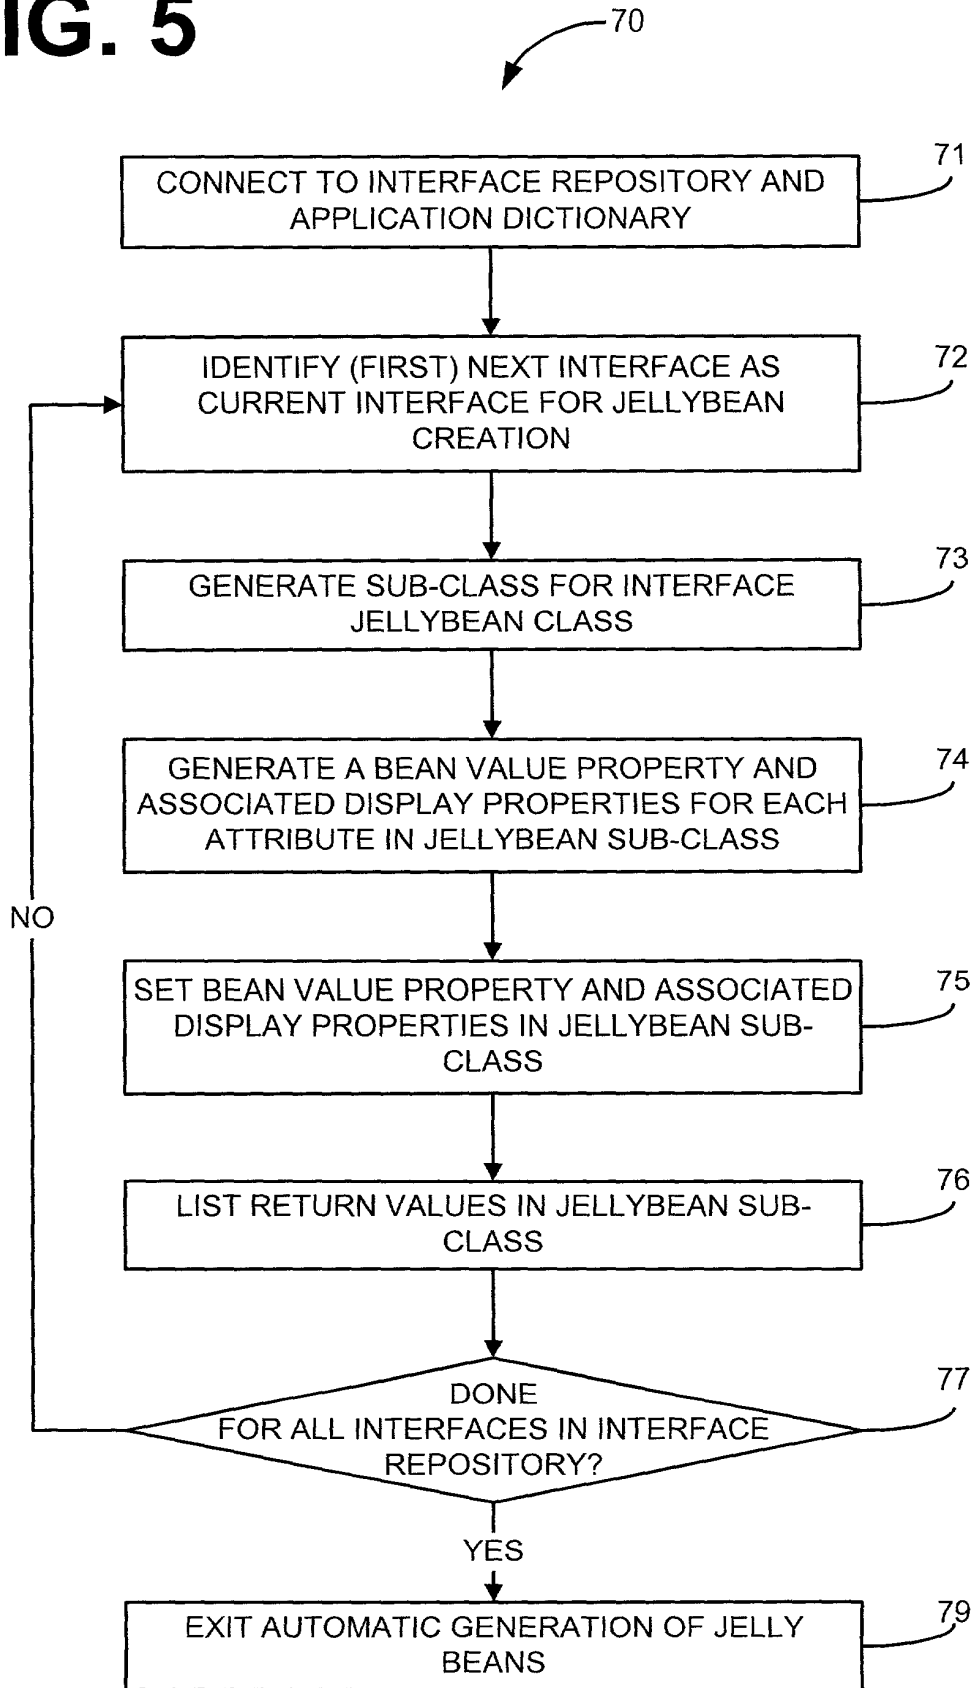 IG. 5
70
71
CONNECT TO INTERFACE REPOSITORY AND
APPLICATION DICTIONARY
72
IDENTIFY (FIRST) NEXT INTERFACE AS
CURRENT INTERFACE FOR JELLYBEAN
CREATION
73
GENERATE SUB-CLASS FOR INTERFACE
JELLYBEAN CLASS
74
GENERATE A BEAN VALUE PROPERTY AND
ASSOCIATED DISPLAY PROPERTIES FOR EACH
ATTRIBUTE IN JELLYBEAN SUB-CLASS
NO
75
SET BEAN VALUE PROPERTY AND ASSOCIATED
DISPLAY PROPERTIES IN JELLYBEAN SUB-
CLASS
76
LIST RETURN VALUES IN JELLYBEAN SUB-
CLASS
77
DONE
FOR ALL INTERFACES IN INTERFACE
REPOSITORY?
YES
79
EXIT AUTOMATIC GENERATION OF JELLY
BEANS